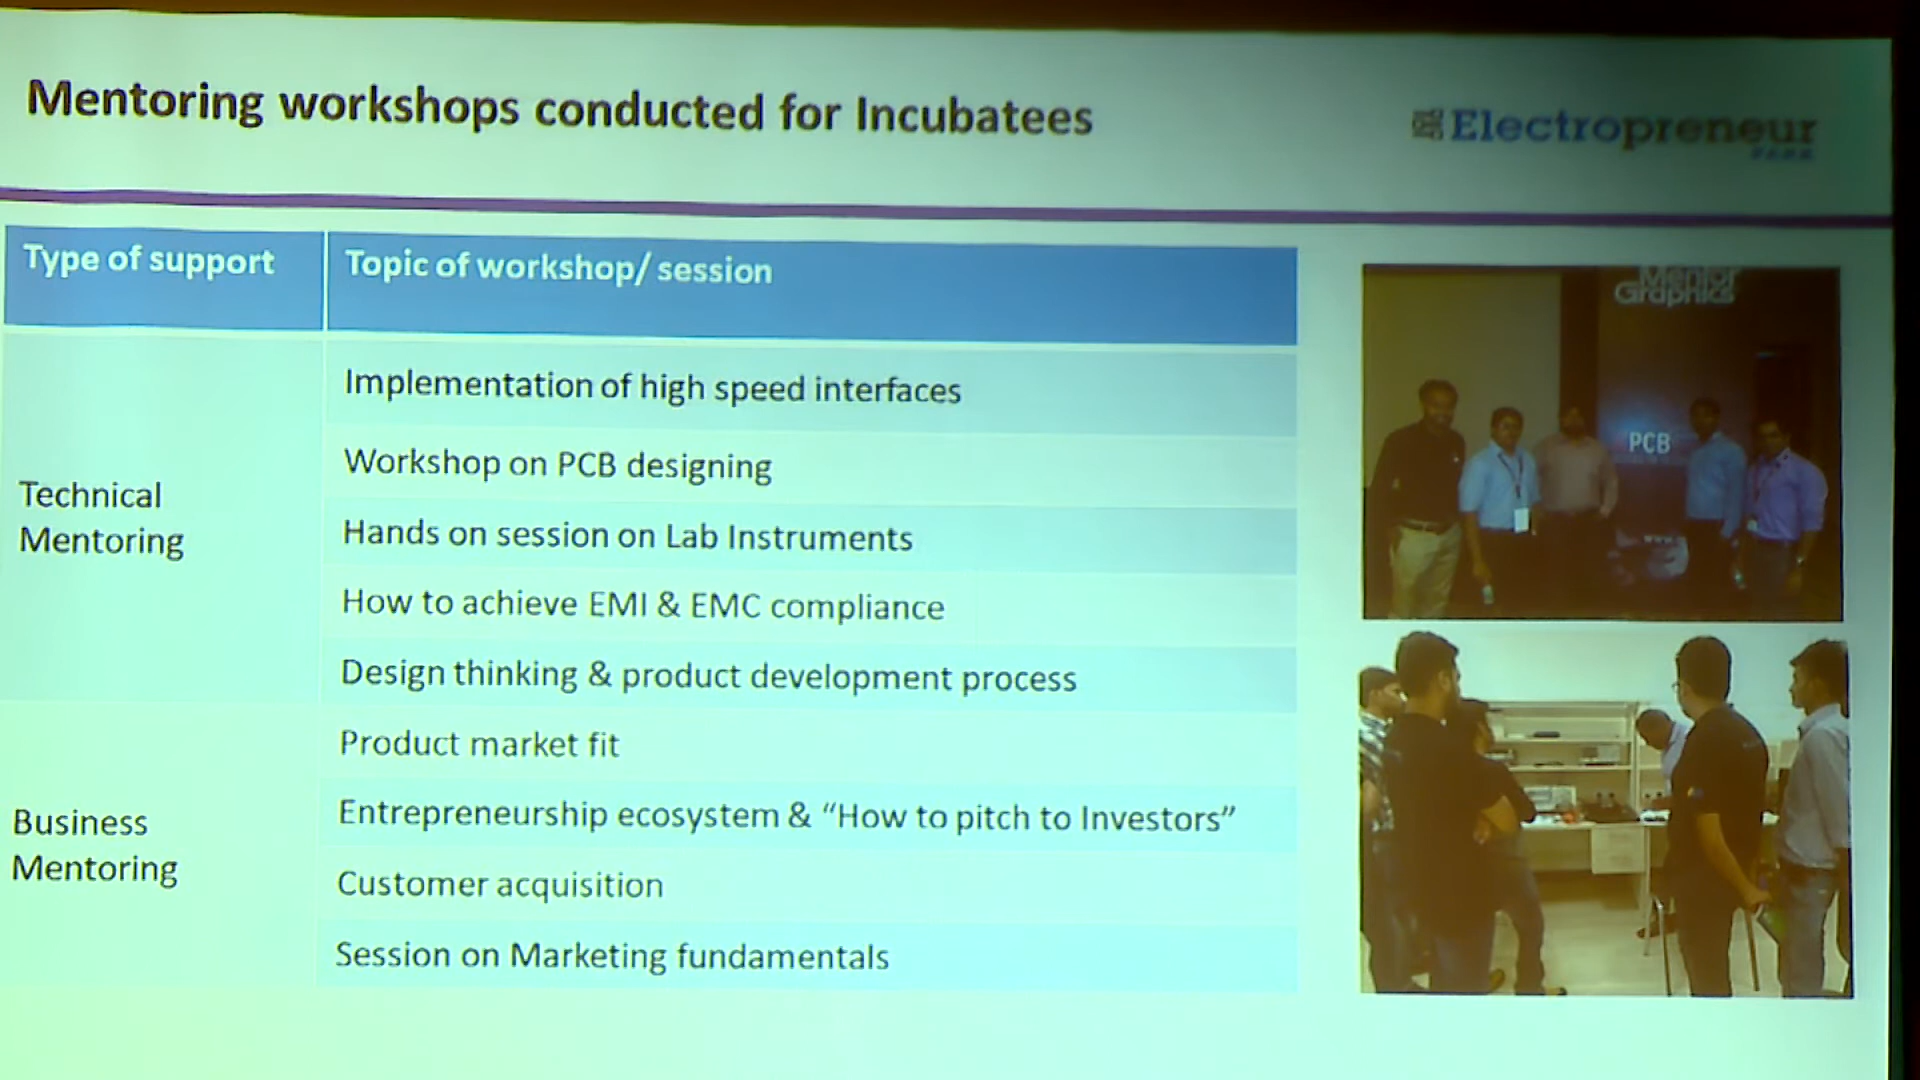 Mentoring workshops conducted for Incubatees
Electropreneur
PARK
Type of support
Topic of workshop/ session
Technical
Mentoring
Implementation of high speed interfaces
Workshop on PCB designing
Hands on session on Lab Instruments
How to achieve EMI & EMC compliance
Design thinking & product development process
Business
Mentoring
Product market fit
Entrepreneurship ecosystem & “How to pitch to Investors”
Customer acquisition
Session on Marketing fundamentals
Mentor
Graphics
PCB